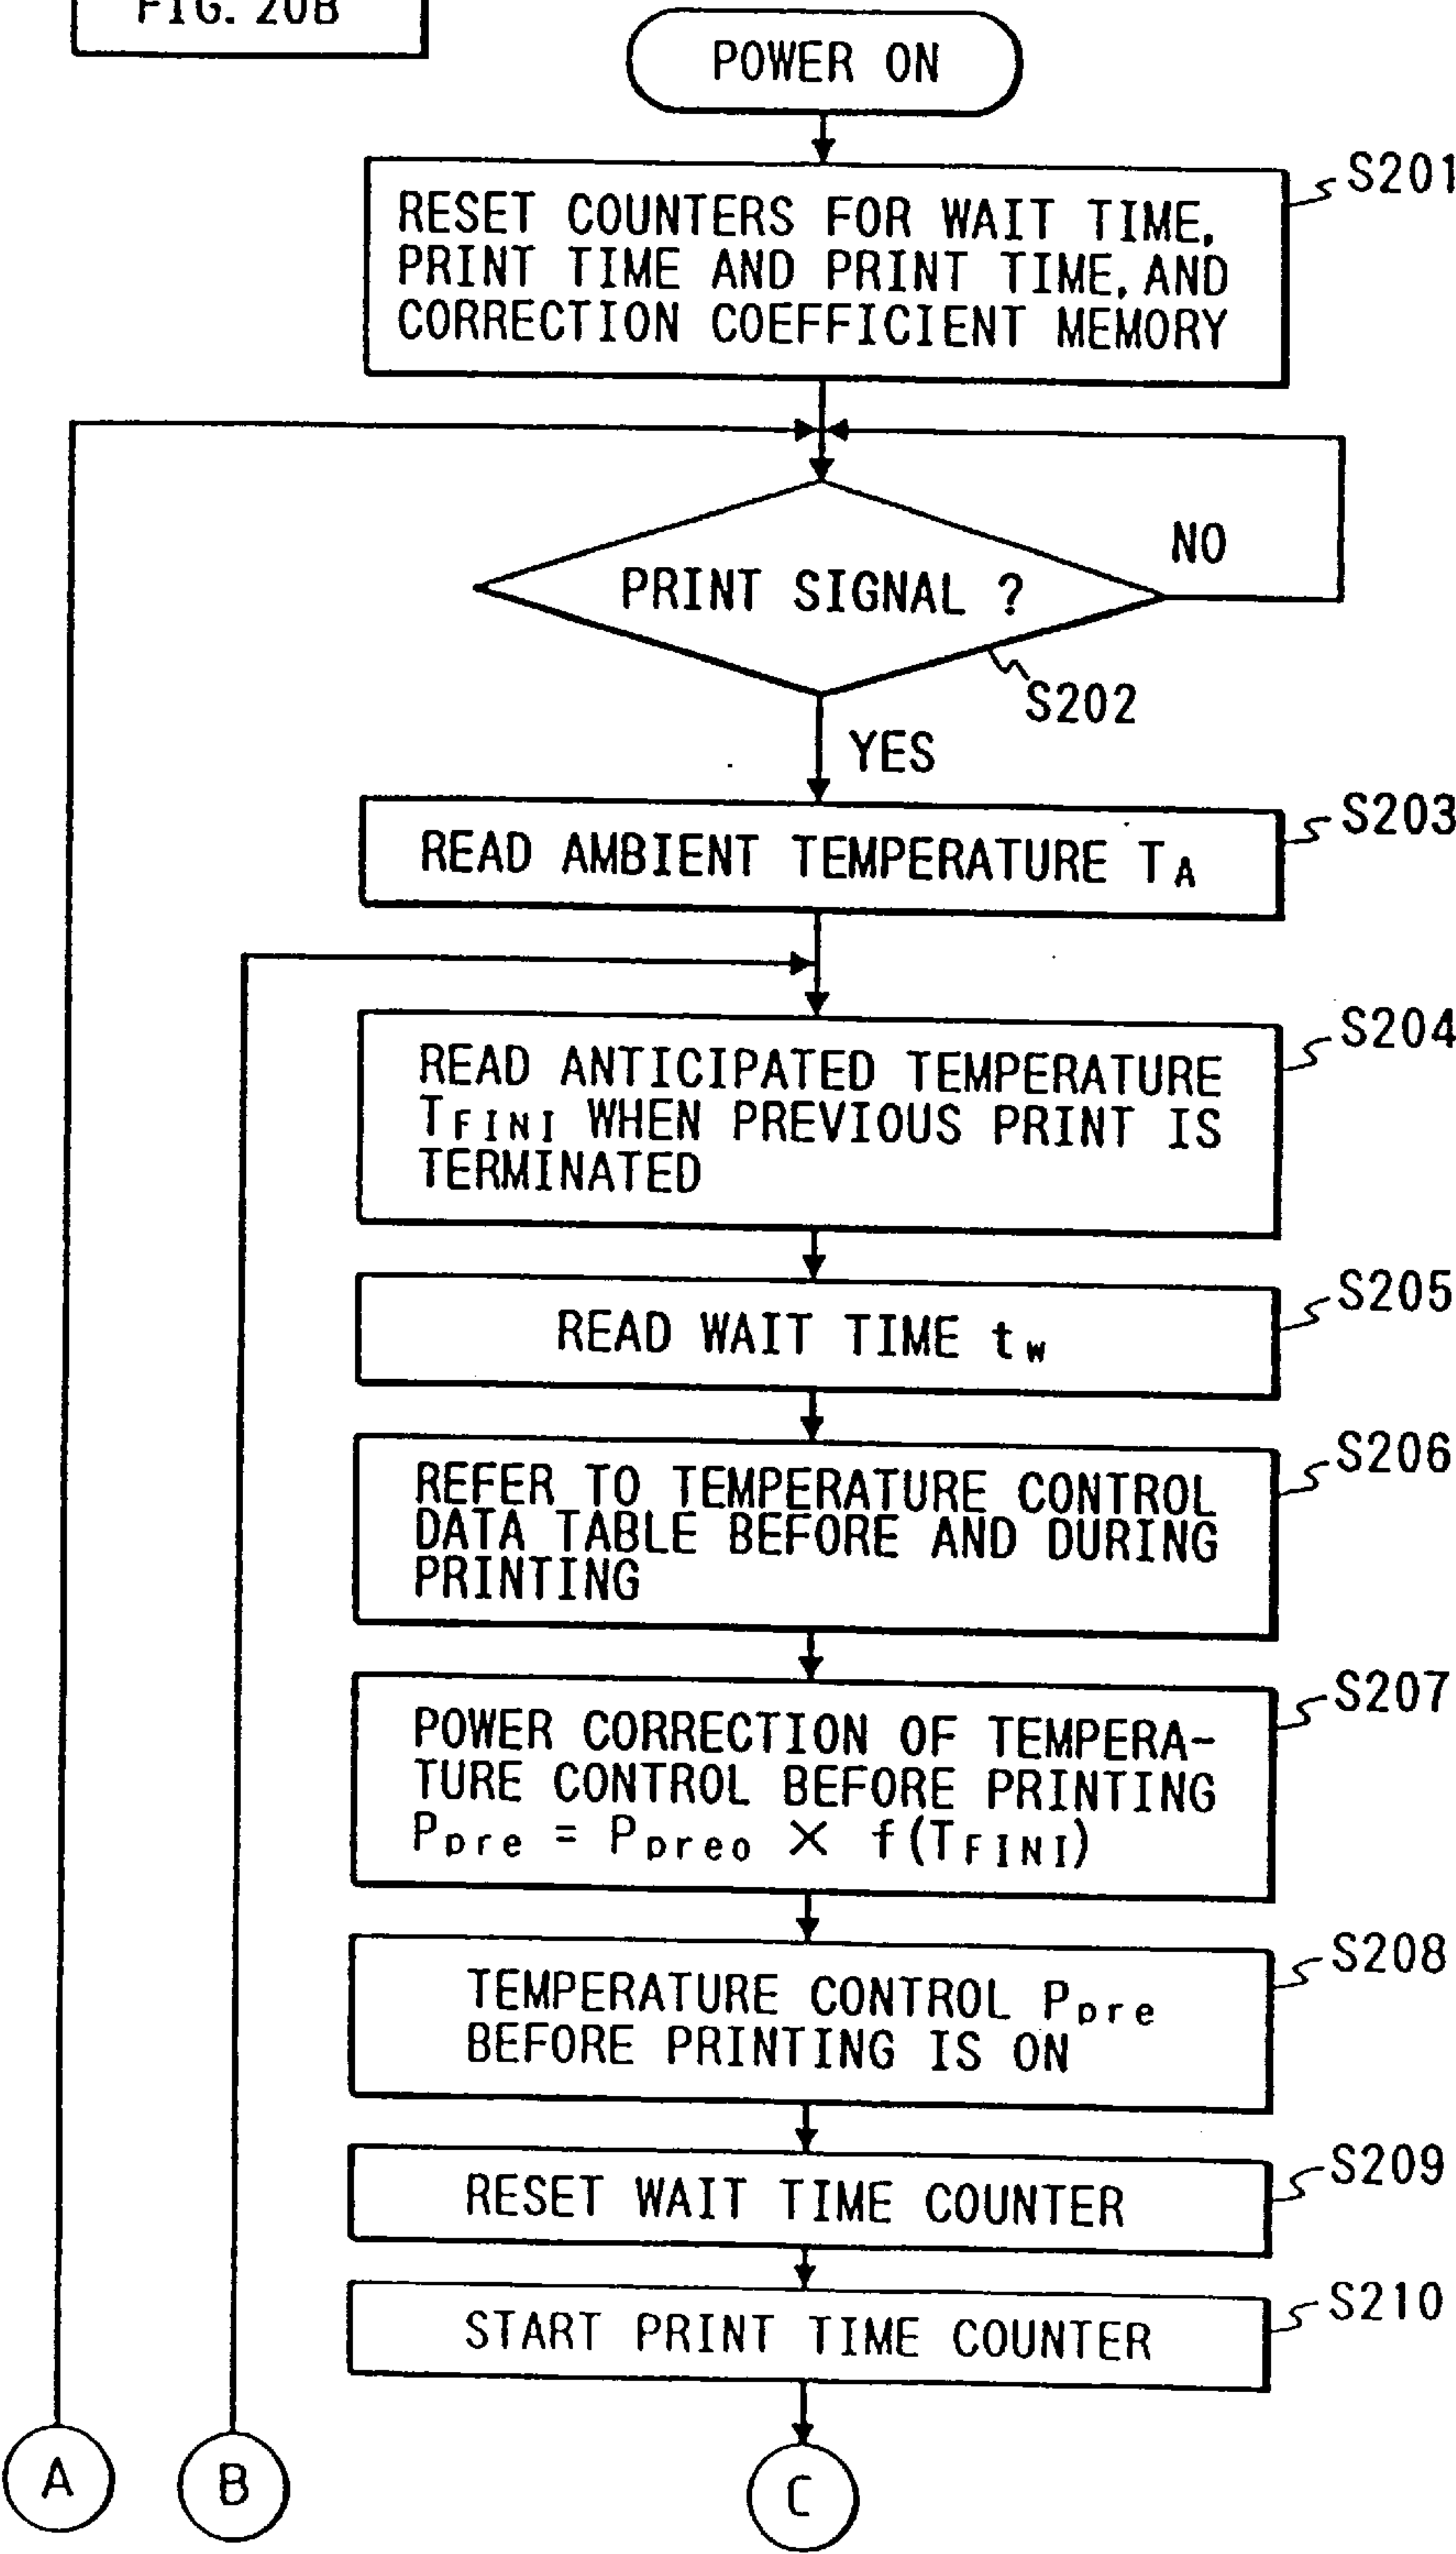 FIG. 20B
POWER ON
S201
RESET COUNTERS FOR WAIT TIME,
PRINT TIME AND PRINT TIME, AND
CORRECTION COEFFICIENT MEMORY
NO
PRINT SIGNAL ?
S202
YES
S203
READ AMBIENT TEMPERATURE TA
S204
READ ANTICIPATED TEMPERATURE
TFINI WHEN PREVIOUS PRINT IS
TERMINATED
S205
READ WAIT TIME tw
S206
REFER TO TEMPERATURE CONTROL
DATA TABLE BEFORE AND DURING
PRINTING
S207
POWER CORRECTION OF TEMPERA-
TURE CONTROL BEFORE PRINTING
Ppre = Ppreo × f(TFINI)
S208
TEMPERATURE CONTROL Ppre
BEFORE PRINTING IS ON
S209
RESET WAIT TIME COUNTER
S210
START PRINT TIME COUNTER
A
B
C